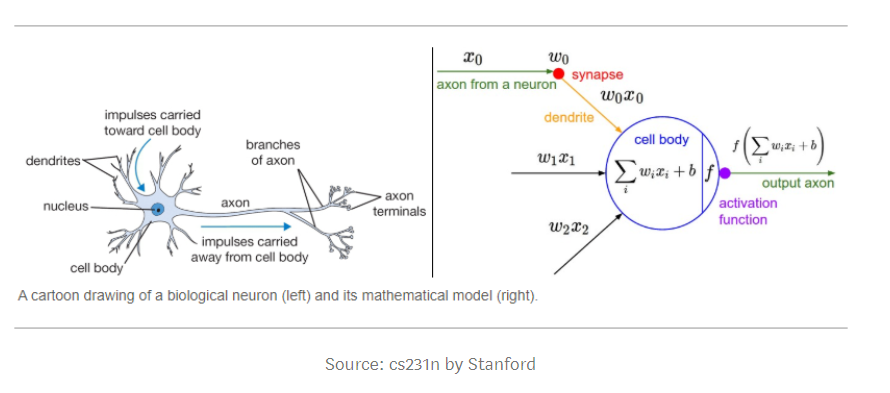 impulses carried
toward cell body
branches
of axon
dendrites
nucleus
axon
axon
terminals
impulses carried
away from cell body
cell body
x₀
w₀
synapse
axon from a neuron
w₀x₀
dendrite
cell body
f(∑ᵢ wᵢxᵢ + b)
w₁x₁
∑ᵢ wᵢxᵢ + b
f
output axon
activation
function
w₂x₂
A cartoon drawing of a biological neuron (left) and its mathematical model (right).
Source: cs231n by Stanford